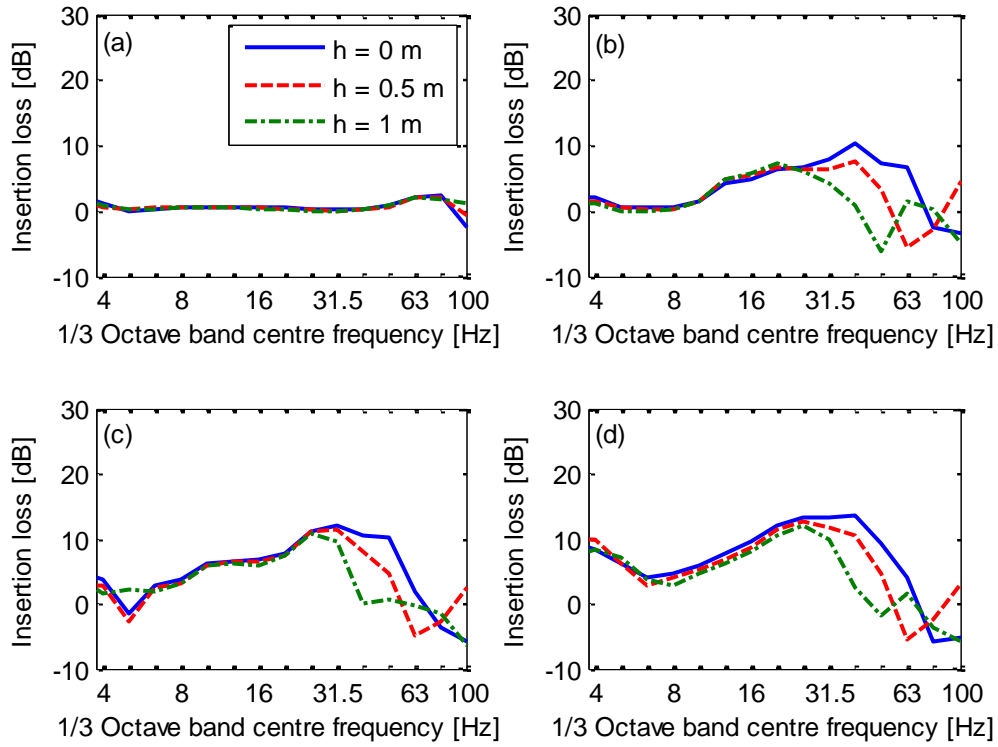 (a)
h = 0 m
h = 0.5 m
h = 1 m
Insertion loss [dB]
30
20
10
0
-10
4 8 16 31.5 63 100
1/3 Octave band centre frequency [Hz]
(b)
Insertion loss [dB]
30
20
10
0
-10
4 8 16 31.5 63 100
1/3 Octave band centre frequency [Hz]
(c)
Insertion loss [dB]
30
20
10
0
-10
4 8 16 31.5 63 100
1/3 Octave band centre frequency [Hz]
(d)
Insertion loss [dB]
30
20
10
0
-10
4 8 16 31.5 63 100
1/3 Octave band centre frequency [Hz]